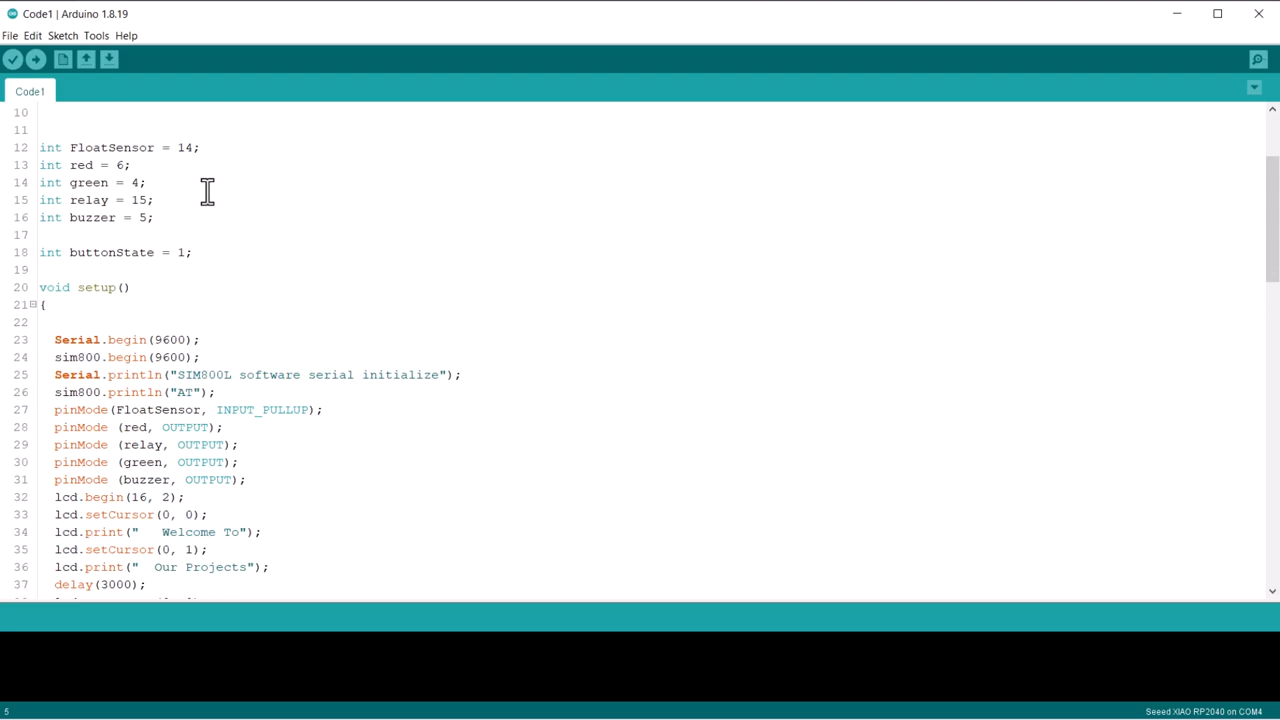 Code1 | Arduino 1.8.19
File Edit Sketch Tools Help
Code1
10
11
12 int FloatSensor = 14;
13 int red = 6;
14 int green = 4;
15 int relay = 15;
16 int buzzer = 5;
17
18 int buttonState = 1;
19
20 void setup()
21 {
22
23 Serial.begin(9600);
24 sim800.begin(9600);
25 Serial.println("SIM800L software serial initialize");
26 sim800.println("AT");
27 pinMode(FloatSensor, INPUT_PULLUP);
28 pinMode (red, OUTPUT);
29 pinMode (relay, OUTPUT);
30 pinMode (green, OUTPUT);
31 pinMode (buzzer, OUTPUT);
32 lcd.begin(16, 2);
33 lcd.setCursor(0, 0);
34 lcd.print("   Welcome To");
35 lcd.setCursor(0, 1);
36 lcd.print("  Our Projects");
37 delay(3000);
5 Seeed XIAO RP2040 on COM4